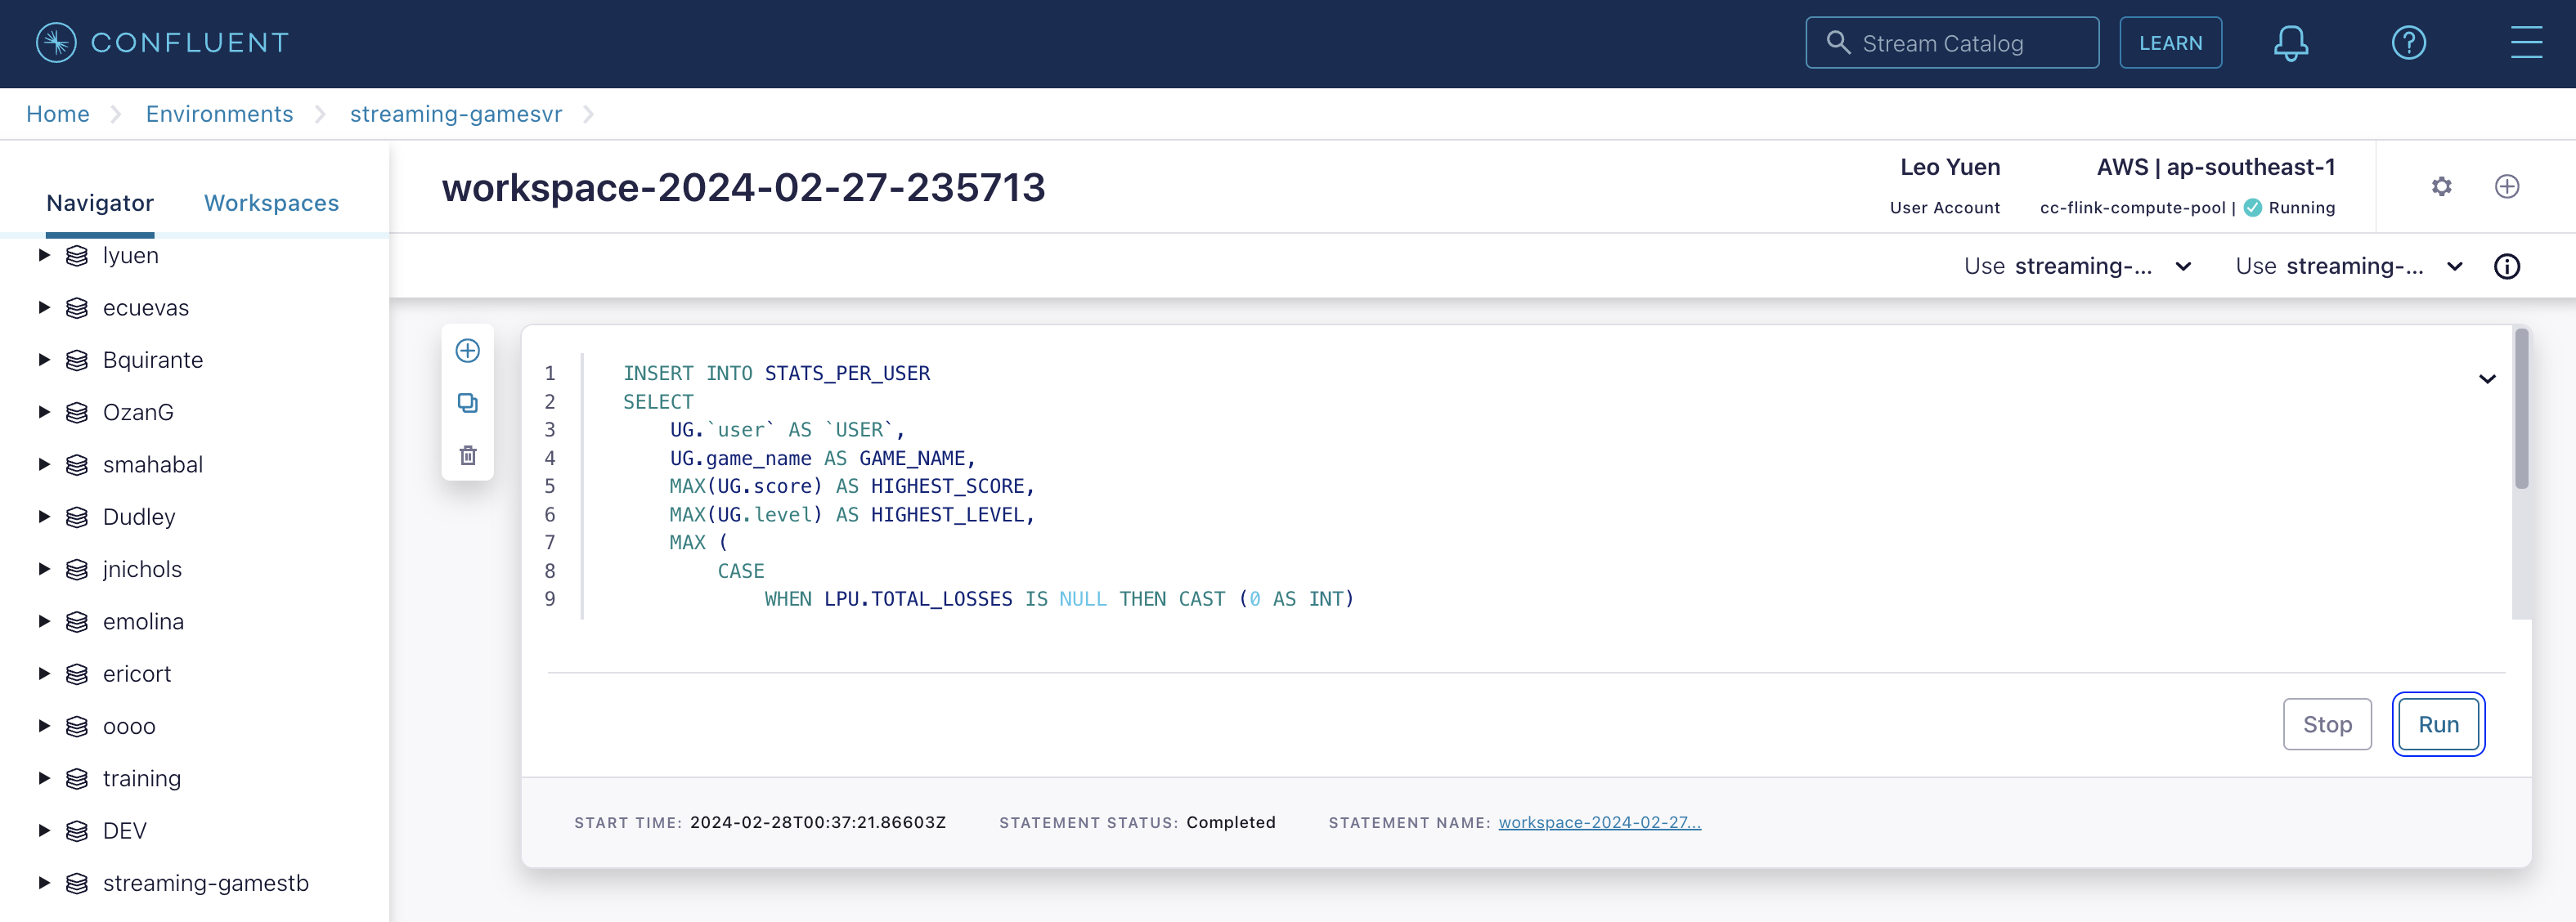 CONFLUENT
Stream Catalog
LEARN
Home
Environments
streaming-gamesvr
Navigator
Workspaces
lyuen
ecuevas
Bquirante
OzanG
smahabal
Dudley
jnichols
emolina
ericort
oooo
training
DEV
streaming-gamestb
workspace-2024-02-27-235713
Leo Yuen
User Account
AWS | ap-southeast-1
cc-flink-compute-pool | Running
Use streaming-...
Use streaming-...
1 INSERT INTO STATS_PER_USER
2 SELECT
3 UG.`user` AS `USER`,
4 UG.game_name AS GAME_NAME,
5 MAX(UG.score) AS HIGHEST_SCORE,
6 MAX(UG.level) AS HIGHEST_LEVEL,
7 MAX (
8 CASE
9 WHEN LPU.TOTAL_LOSSES IS NULL THEN CAST (0 AS INT)
Stop
Run
START TIME: 2024-02-28T00:37:21.86603Z
STATEMENT STATUS: Completed
STATEMENT NAME: workspace-2024-02-27...